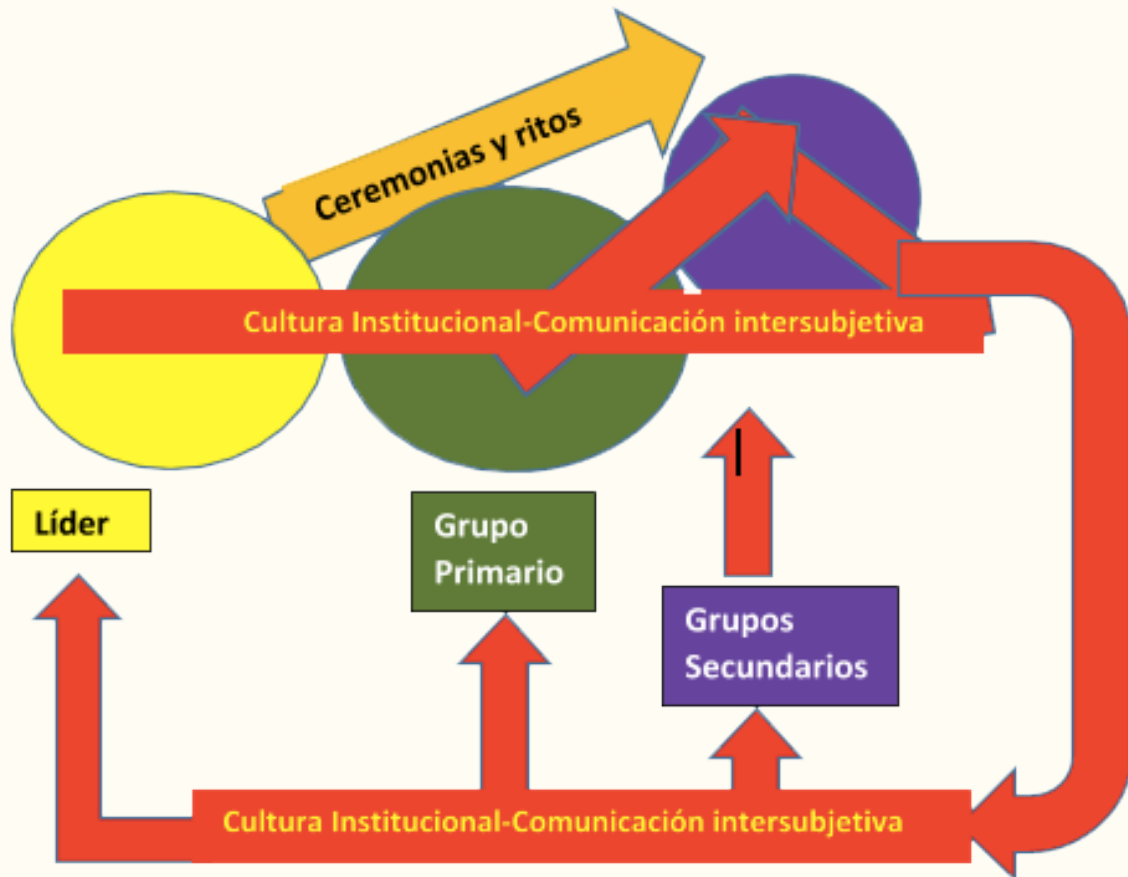 Ceremonias y ritos
Cultura Institucional-Comunicación intersubjetiva
Líder
Grupo
Primario
Grupos
Secundarios
Cultura Institucional-Comunicación intersubjetiva